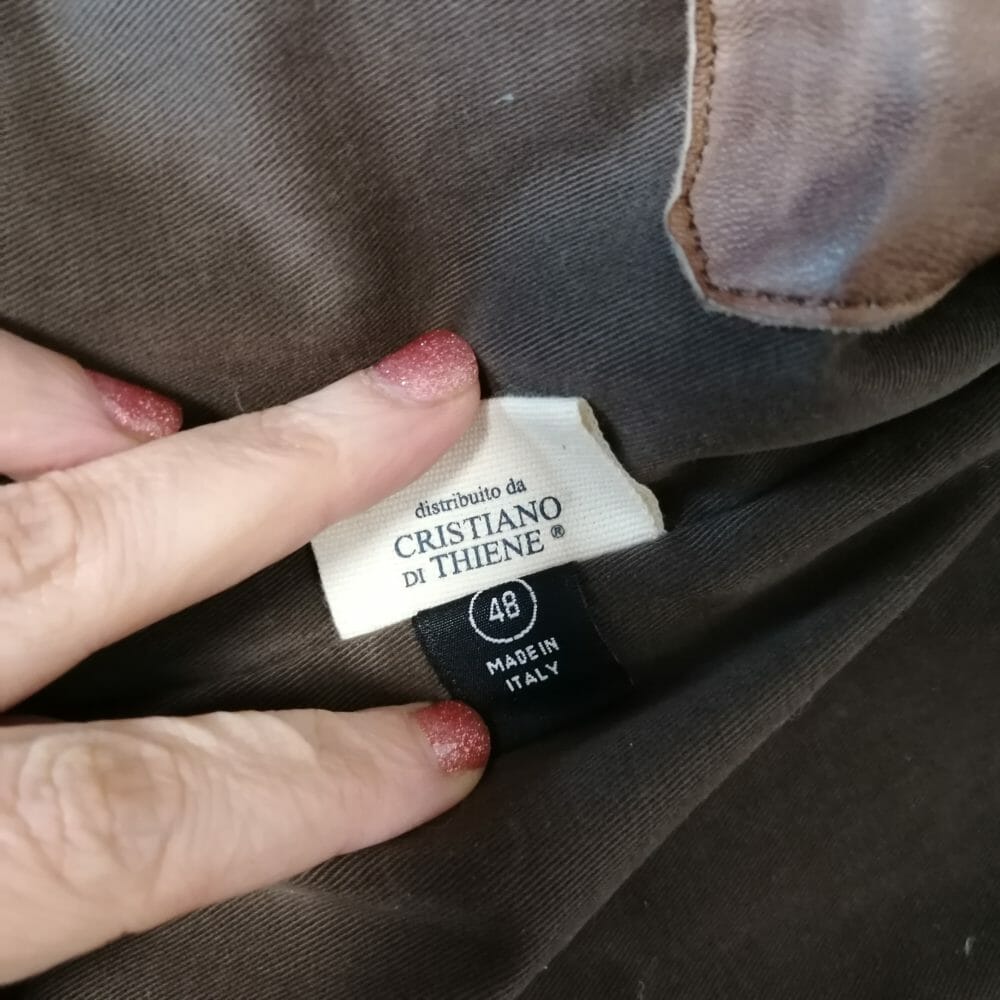 distribuito da
CRISTIANO
DI THIENE ®
48
MADE IN
ITALY